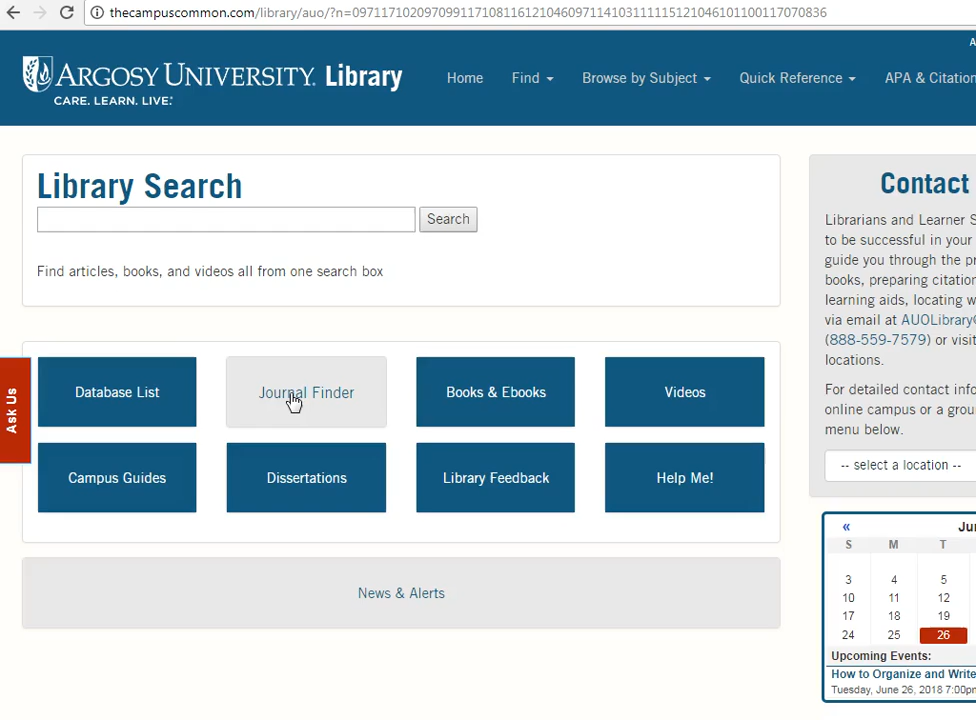 thecampuscommon.com/library/auo/?n=097117102097099117108116121046097114103111115121046101100117070836
A
ARGOSY UNIVERSITY. Library
CARE. LEARN. LIVE.
Home Find Browse by Subject Quick Reference APA & Citation
Library Search
Search
Find articles, books, and videos all from one search box
Ask Us
Database List Journal Finder Books & Ebooks Videos
Campus Guides Dissertations Library Feedback Help Me!
News & Alerts
Contact
Librarians and Learner S
to be successful in your
guide you through the pr
books, preparing citation
learning aids, locating w
via email at AUOLibrary@
(888-559-7579) or visit
locations.
For detailed contact info
online campus or a grou
menu below.
-- select a location --
« Jun
S M T
3 4 5
10 11 12
17 18 19
24 25 26
Upcoming Events:
How to Organize and Write
Tuesday, June 26, 2018 7:00pm